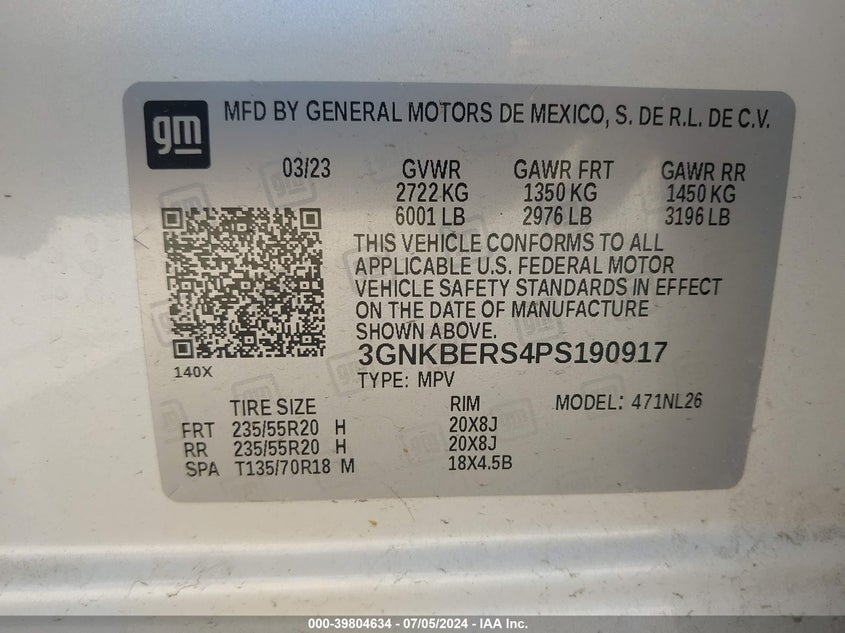 gm
MFD BY GENERAL MOTORS DE MEXICO, S. DE R.L. DE C.V.
03/23 GVWR GAWR FRT GAWR RR
2722 KG 1350 KG 1450 KG
6001 LB 2976 LB 3196 LB
THIS VEHICLE CONFORMS TO ALL
APPLICABLE U.S. FEDERAL MOTOR
VEHICLE SAFETY STANDARDS IN EFFECT
ON THE DATE OF MANUFACTURE
SHOWN ABOVE.
3GNKBERS4PS190917
140X
TYPE: MPV
TIRE SIZE RIM MODEL: 471NL26
FRT 235/55R20 H 20X8J
RR 235/55R20 H 20X8J
SPA T135/70R18 M 18X4.5B
000-39804634 - 07/05/2024 - IAA Inc.